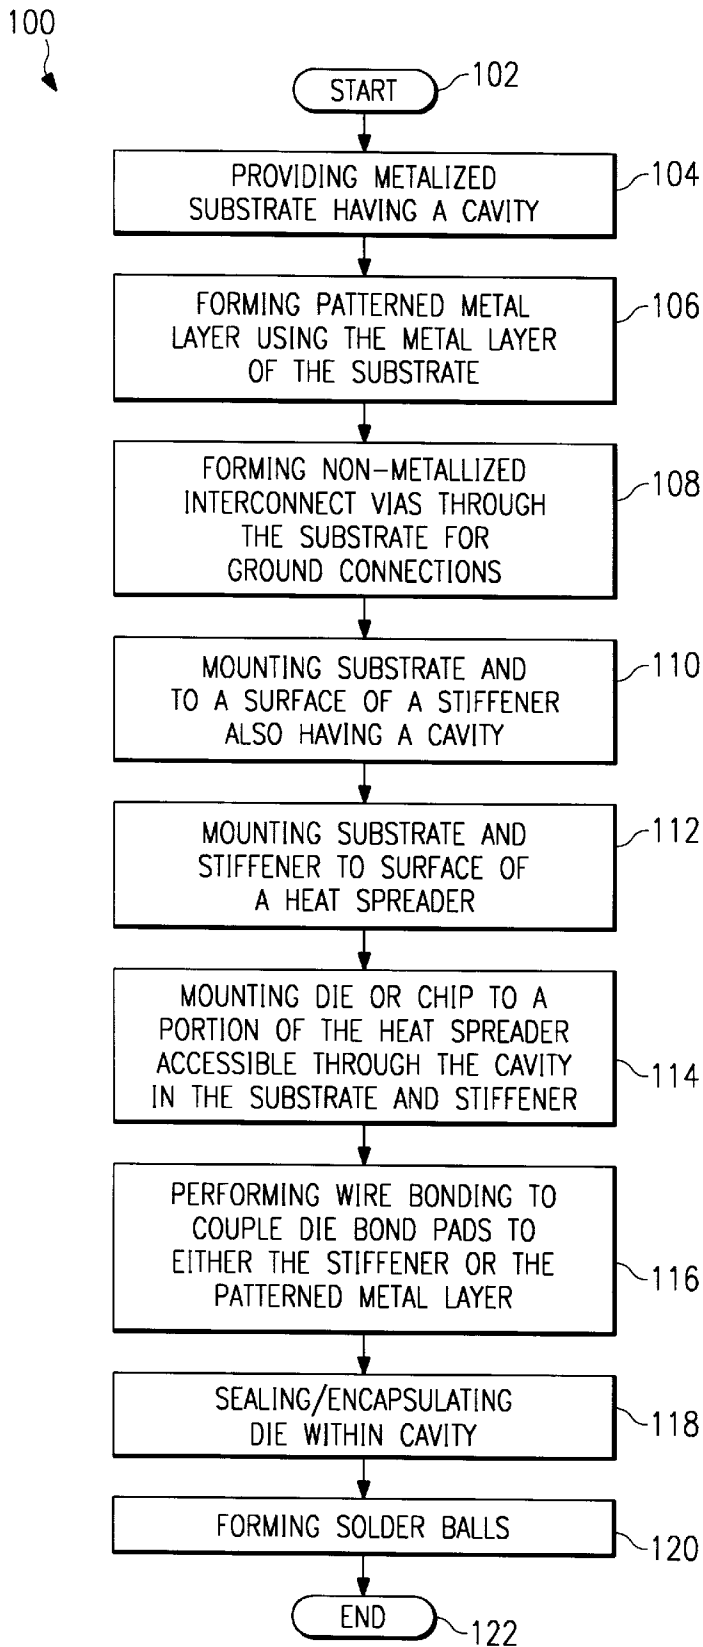 100
START
102
PROVIDING METALIZED
SUBSTRATE HAVING A CAVITY
104
FORMING PATTERNED METAL
LAYER USING THE METAL LAYER
OF THE SUBSTRATE
106
FORMING NON-METALLIZED
INTERCONNECT VIAS THROUGH
THE SUBSTRATE FOR
GROUND CONNECTIONS
108
MOUNTING SUBSTRATE AND
TO A SURFACE OF A STIFFENER
ALSO HAVING A CAVITY
110
MOUNTING SUBSTRATE AND
STIFFENER TO SURFACE OF
A HEAT SPREADER
112
MOUNTING DIE OR CHIP TO A
PORTION OF THE HEAT SPREADER
ACCESSIBLE THROUGH THE CAVITY
IN THE SUBSTRATE AND STIFFENER
114
PERFORMING WIRE BONDING TO
COUPLE DIE BOND PADS TO
EITHER THE STIFFENER OR THE
PATTERNED METAL LAYER
116
SEALING/ENCAPSULATING
DIE WITHIN CAVITY
118
FORMING SOLDER BALLS
120
END
122